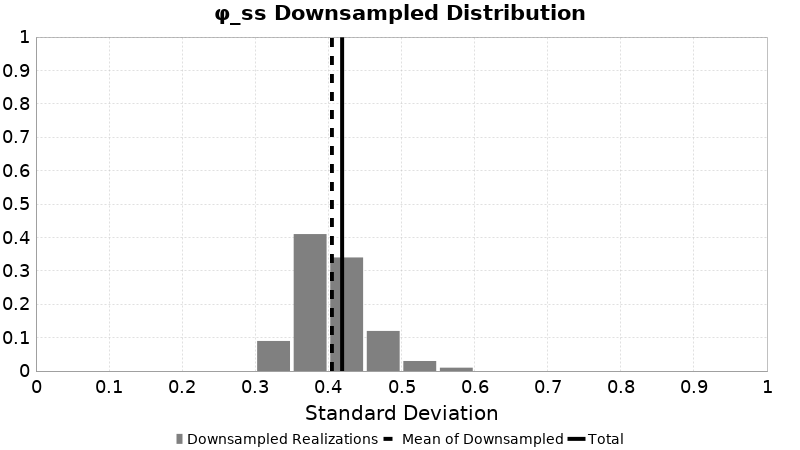 φ_ss Downsampled Distribution
1
0.9
0.8
0.7
0.6
0.5
0.4
0.3
0.2
0.1
0
0 0.1 0.2 0.3 0.4 0.5 0.6 0.7 0.8 0.9 1
Standard Deviation
Downsampled Realizations Mean of Downsampled Total